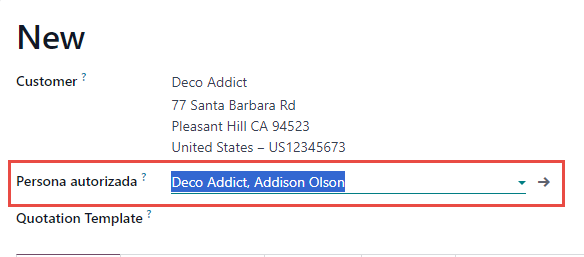 New
Customer ? Deco Addict
77 Santa Barbara Rd
Pleasant Hill CA 94523
United States – US12345673
Persona autorizada ? Deco Addict, Addison Olson
Quotation Template ?